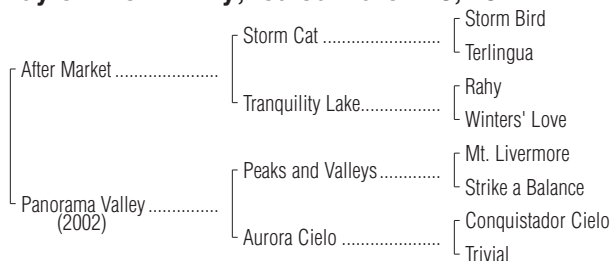 Storm Bird
Storm Cat ........................
Terlingua
After Market .....................
Rahy
Tranquility Lake................
Winters' Love
Mt. Livermore
Peaks and Valleys.............
Strike a Balance
Panorama Valley ..............
(2002)
Conquistador Cielo
Aurora Cielo ....................
Trivial